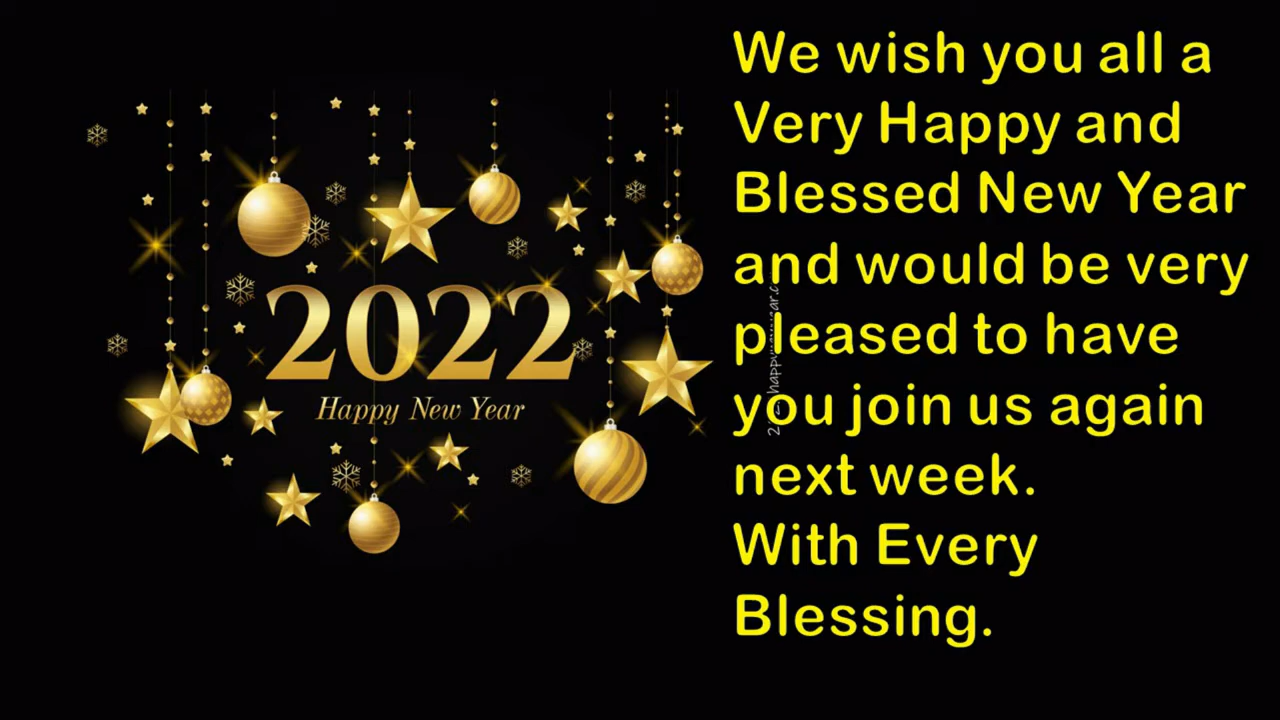 2022
Happy New Year
We wish you all a
Very Happy and
Blessed New Year
and would be very
pleased to have
you join us again
next week.
With Every
Blessing.